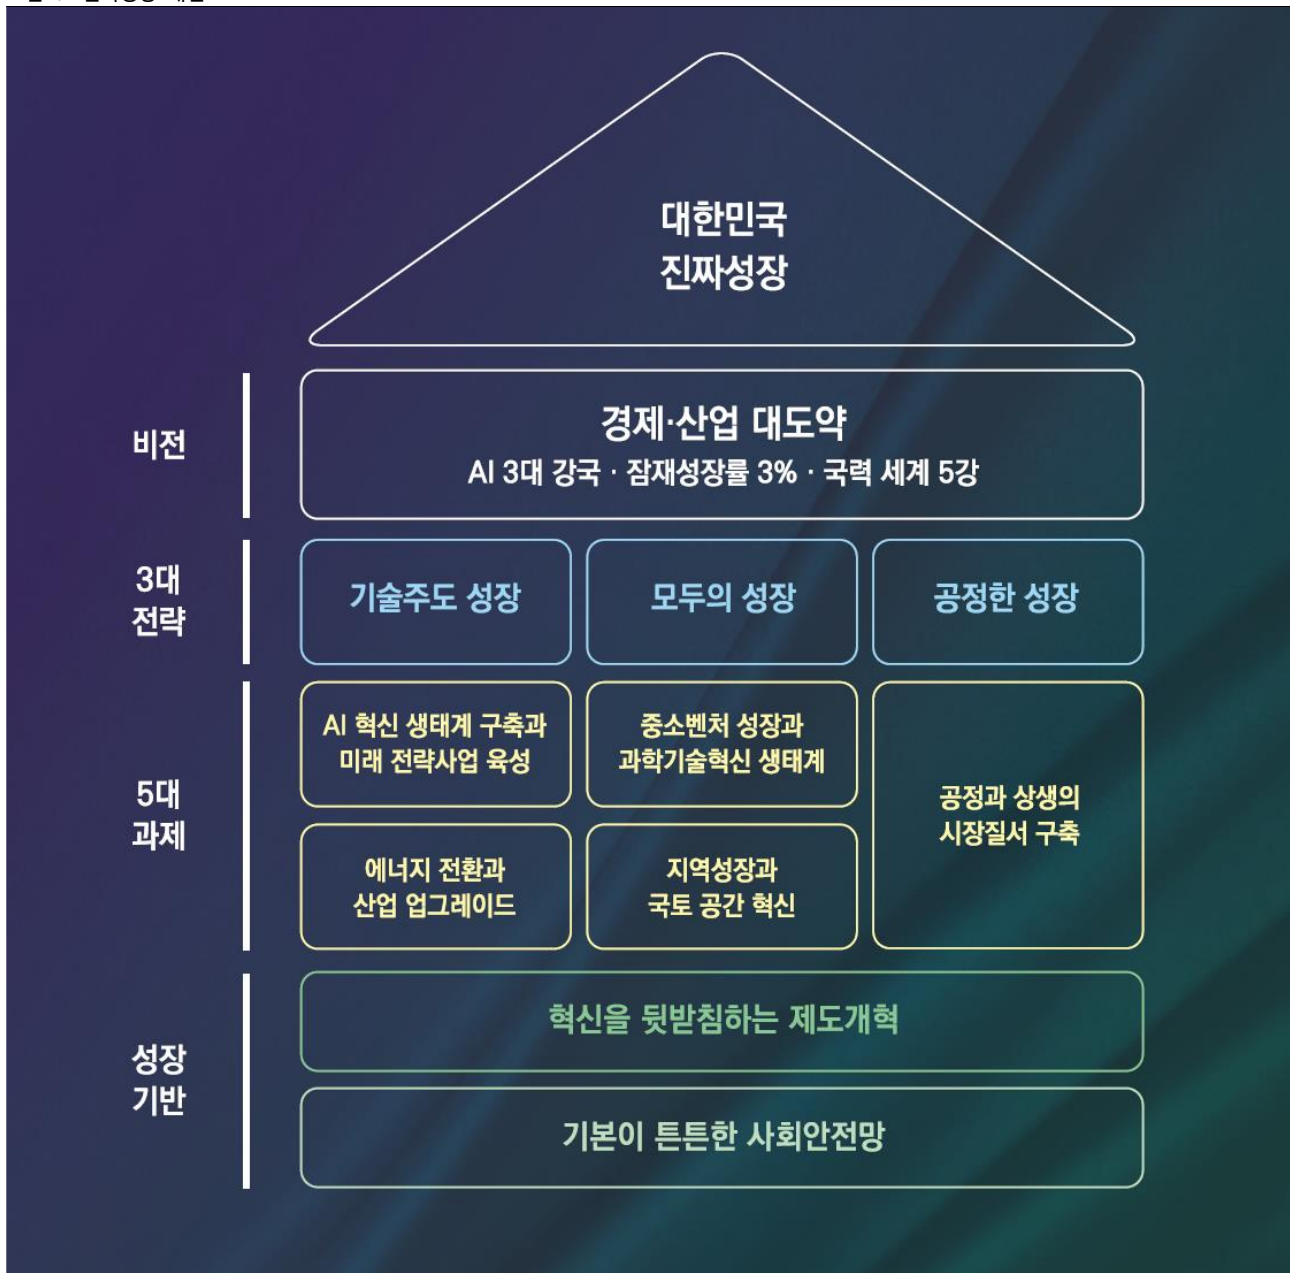 대한민국
진짜성장
비전
경제·산업 대도약
AI 3대 강국 · 잠재성장률 3% · 국력 세계 5강
3대
전략
기술주도 성장
모두의 성장
공정한 성장
5대
과제
AI 혁신 생태계 구축과
미래 전략사업 육성
중소벤처 성장과
과학기술혁신 생태계
공정과 상생의
시장질서 구축
에너지 전환과
산업 업그레이드
지역성장과
국토 공간 혁신
성장
기반
혁신을 뒷받침하는 제도개혁
기본이 튼튼한 사회안전망